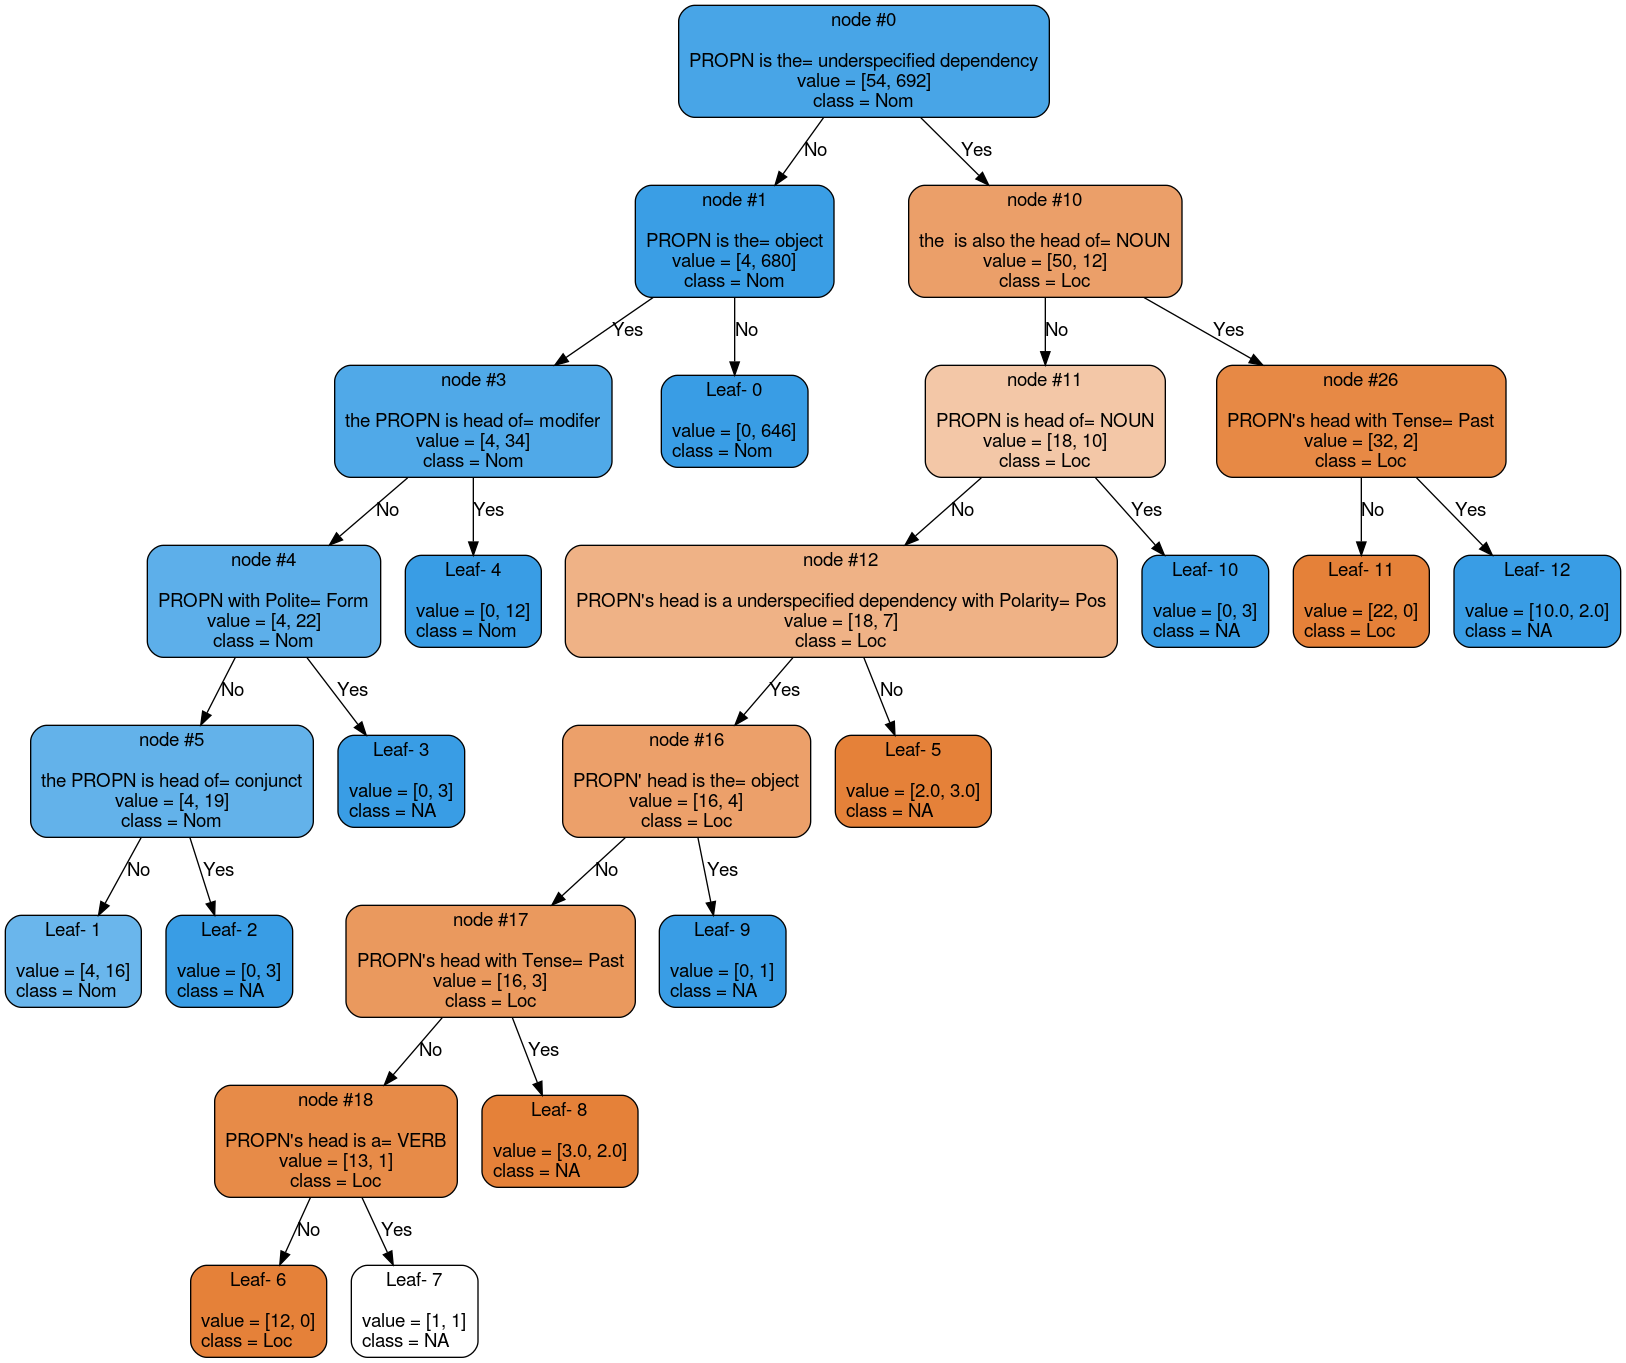 node #0
PROPN is the= underspecified dependency
value = [54, 692]
class = Nom
No
Yes
node #1
PROPN is the= object
value = [4, 680]
class = Nom
node #10
the  is also the head of= NOUN
value = [50, 12]
class = Loc
Yes
No
No
Yes
node #3
the PROPN is head of= modifer
value = [4, 34]
class = Nom
Leaf- 0
value = [0, 646]
class = Nom
node #11
PROPN is head of= NOUN
value = [18, 10]
class = Loc
node #26
PROPN's head with Tense= Past
value = [32, 2]
class = Loc
No
Yes
No
Yes
No
Yes
node #4
PROPN with Polite= Form
value = [4, 22]
class = Nom
Leaf- 4
value = [0, 12]
class = Nom
node #12
PROPN's head is a underspecified dependency with Polarity= Pos
value = [18, 7]
class = Loc
Leaf- 10
value = [0, 3]
class = NA
Leaf- 11
value = [22, 0]
class = Loc
Leaf- 12
value = [10.0, 2.0]
class = NA
No
Yes
Yes
No
node #5
the PROPN is head of= conjunct
value = [4, 19]
class = Nom
Leaf- 3
value = [0, 3]
class = NA
node #16
PROPN' head is the= object
value = [16, 4]
class = Loc
Leaf- 5
value = [2.0, 3.0]
class = NA
No
Yes
No
Yes
Leaf- 1
value = [4, 16]
class = Nom
Leaf- 2
value = [0, 3]
class = NA
node #17
PROPN's head with Tense= Past
value = [16, 3]
class = Loc
Leaf- 9
value = [0, 1]
class = NA
No
Yes
node #18
PROPN's head is a= VERB
value = [13, 1]
class = Loc
Leaf- 8
value = [3.0, 2.0]
class = NA
No
Yes
Leaf- 6
value = [12, 0]
class = Loc
Leaf- 7
value = [1, 1]
class = NA